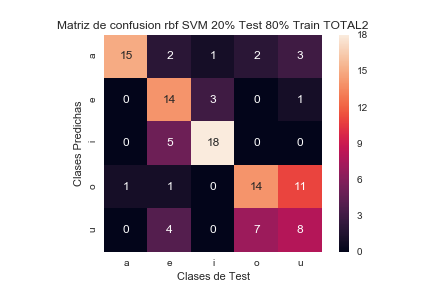 Matriz de confusion rbf SVM 20% Test 80% Train TOTAL2
Clases Predichas
a 15 2 1 2 3
e 0 14 3 0 1
i 0 5 18 0 0
o 1 1 0 14 11
u 0 4 0 7 8
a e i o u
Clases de Test
18
15
12
9
6
3
0